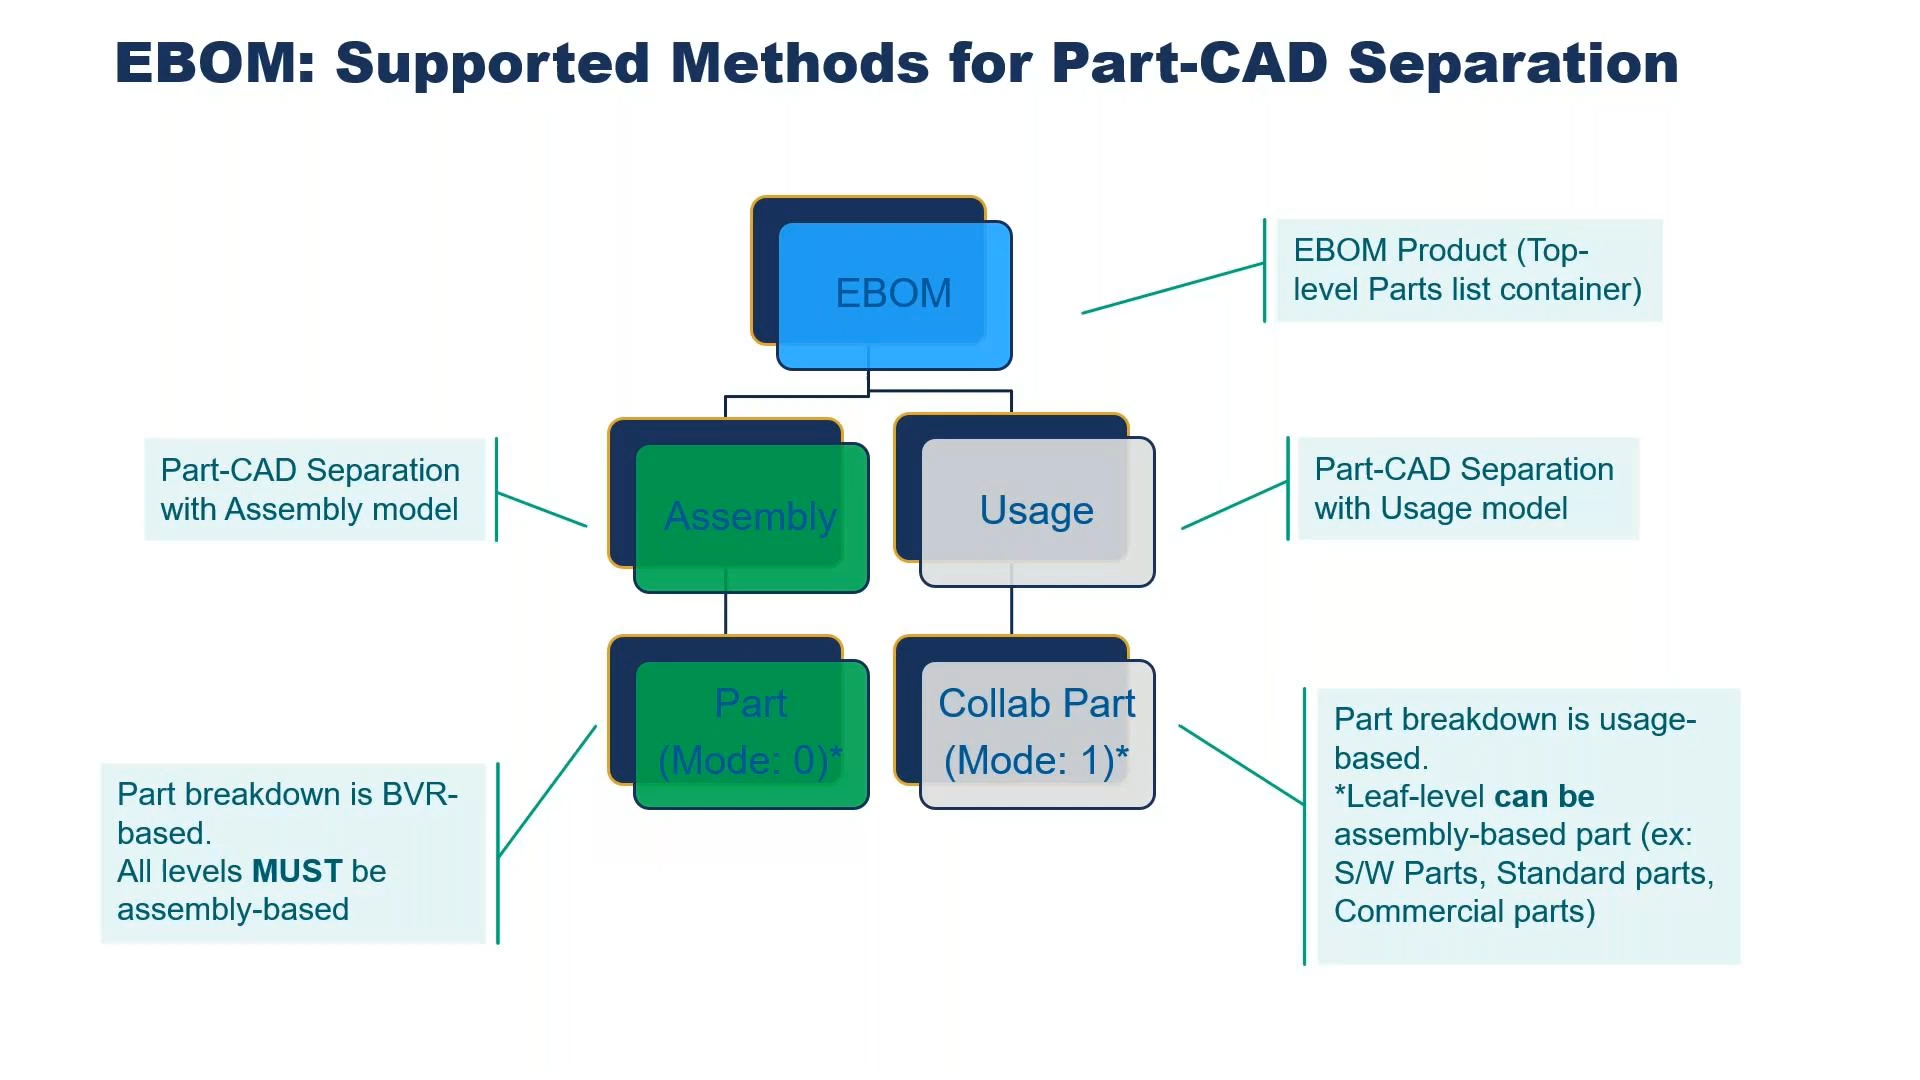 EBOM: Supported Methods for Part-CAD Separation
EBOM
EBOM Product (Top-
level Parts list container)
Part-CAD Separation
with Assembly model
Assembly
Usage
Part-CAD Separation
with Usage model
Part
(Mode: 0)*
Collab Part
(Mode: 1)*
Part breakdown is BVR-
based.
All levels MUST be
assembly-based
Part breakdown is usage-
based.
*Leaf-level can be
assembly-based part (ex:
S/W Parts, Standard parts,
Commercial parts)